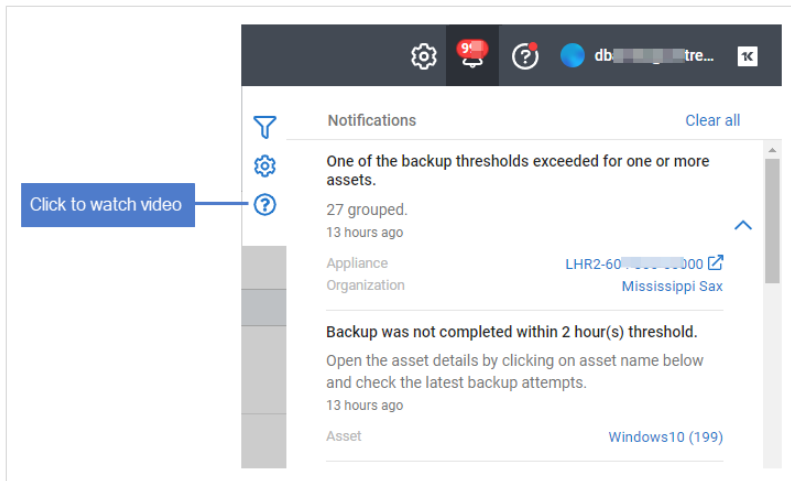 Notifications
Clear all
One of the backup thresholds exceeded for one or more
assets.
Click to watch video
27 grouped.
13 hours ago
Appliance
Organization
Mississippi Sax
Backup was not completed within 2 hour(s) threshold.
Open the asset details by clicking on asset name below
and check the latest backup attempts.
13 hours ago
Asset
Windows10 (199)